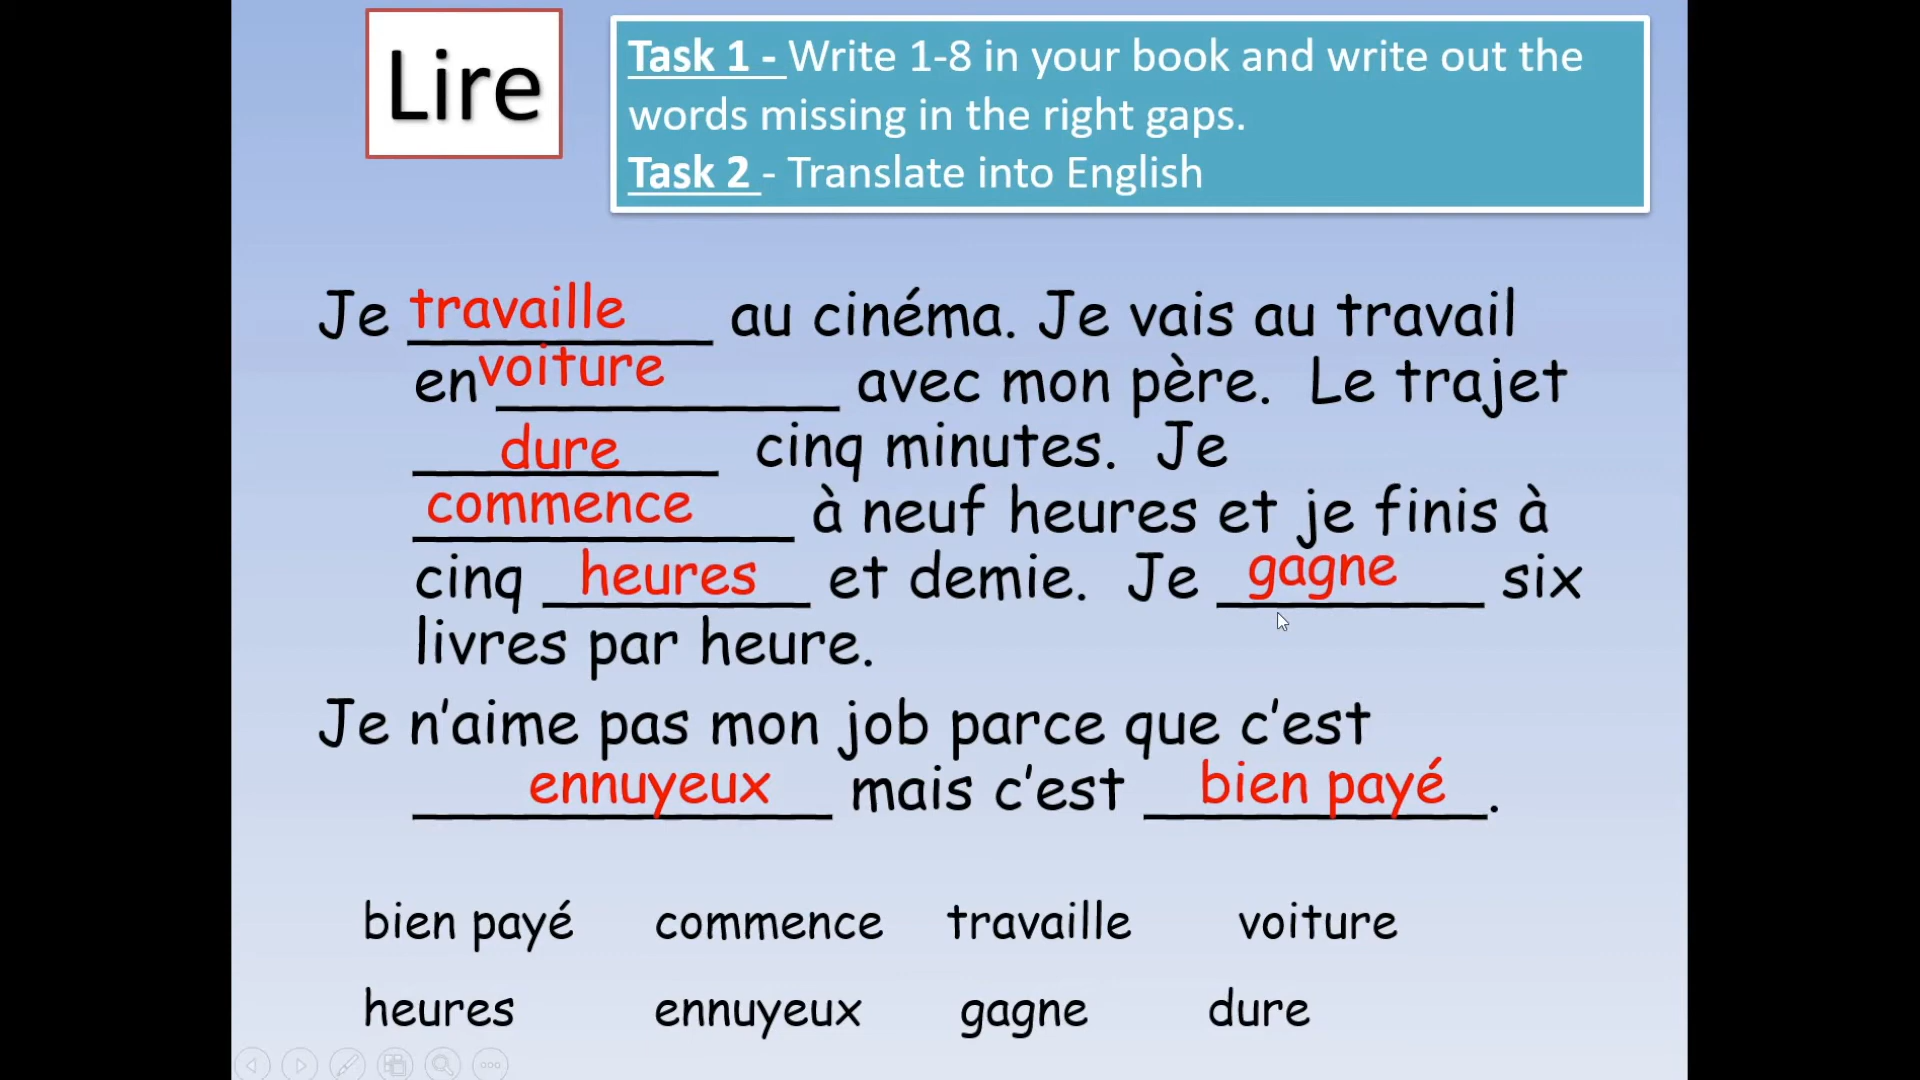 Lire
Task 1 - Write 1-8 in your book and write out the
words missing in the right gaps.
Task 2 - Translate into English
Je travaille au cinéma. Je vais au travail
en voiture avec mon père. Le trajet
dure cinq minutes. Je
commence à neuf heures et je finis à
cinq heures et demie. Je gagne six
livres par heure.
Je n'aime pas mon job parce que c'est
ennuyeux mais c'est bien payé.
bien payé commence travaille voiture
heures ennuyeux gagne dure